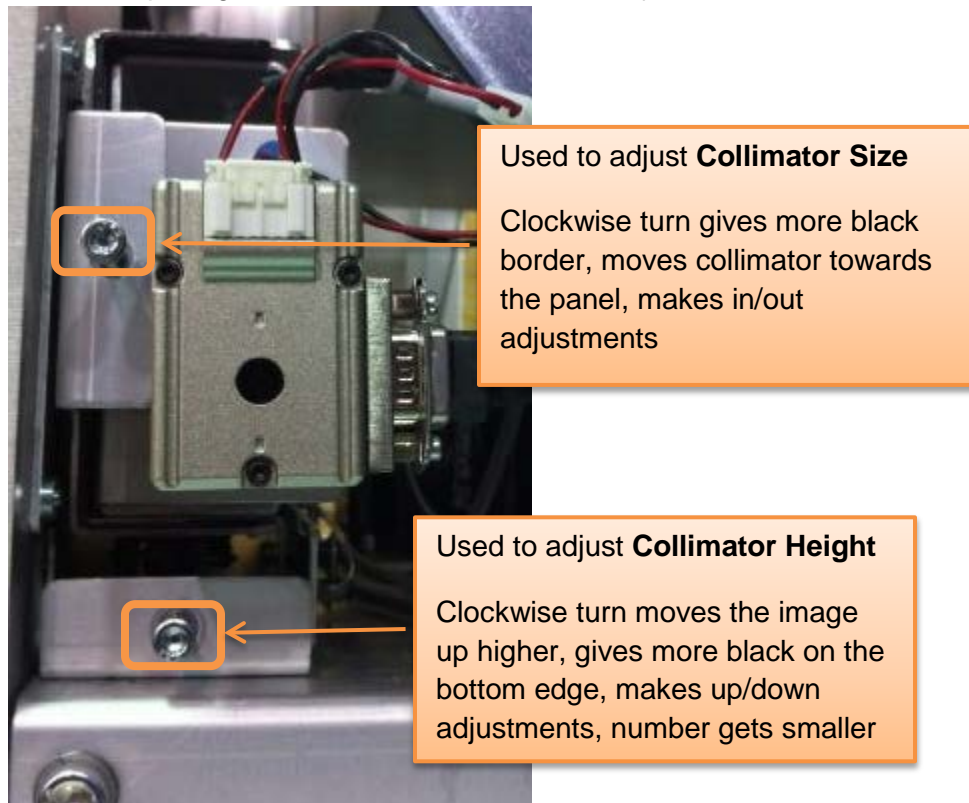 Used to adjust Collimator Size
Clockwise turn gives more black
border, moves collimator towards
the panel, makes in/out
adjustments
Used to adjust Collimator Height
Clockwise turn moves the image
up higher, gives more black on the
bottom edge, makes up/down
adjustments, number gets smaller